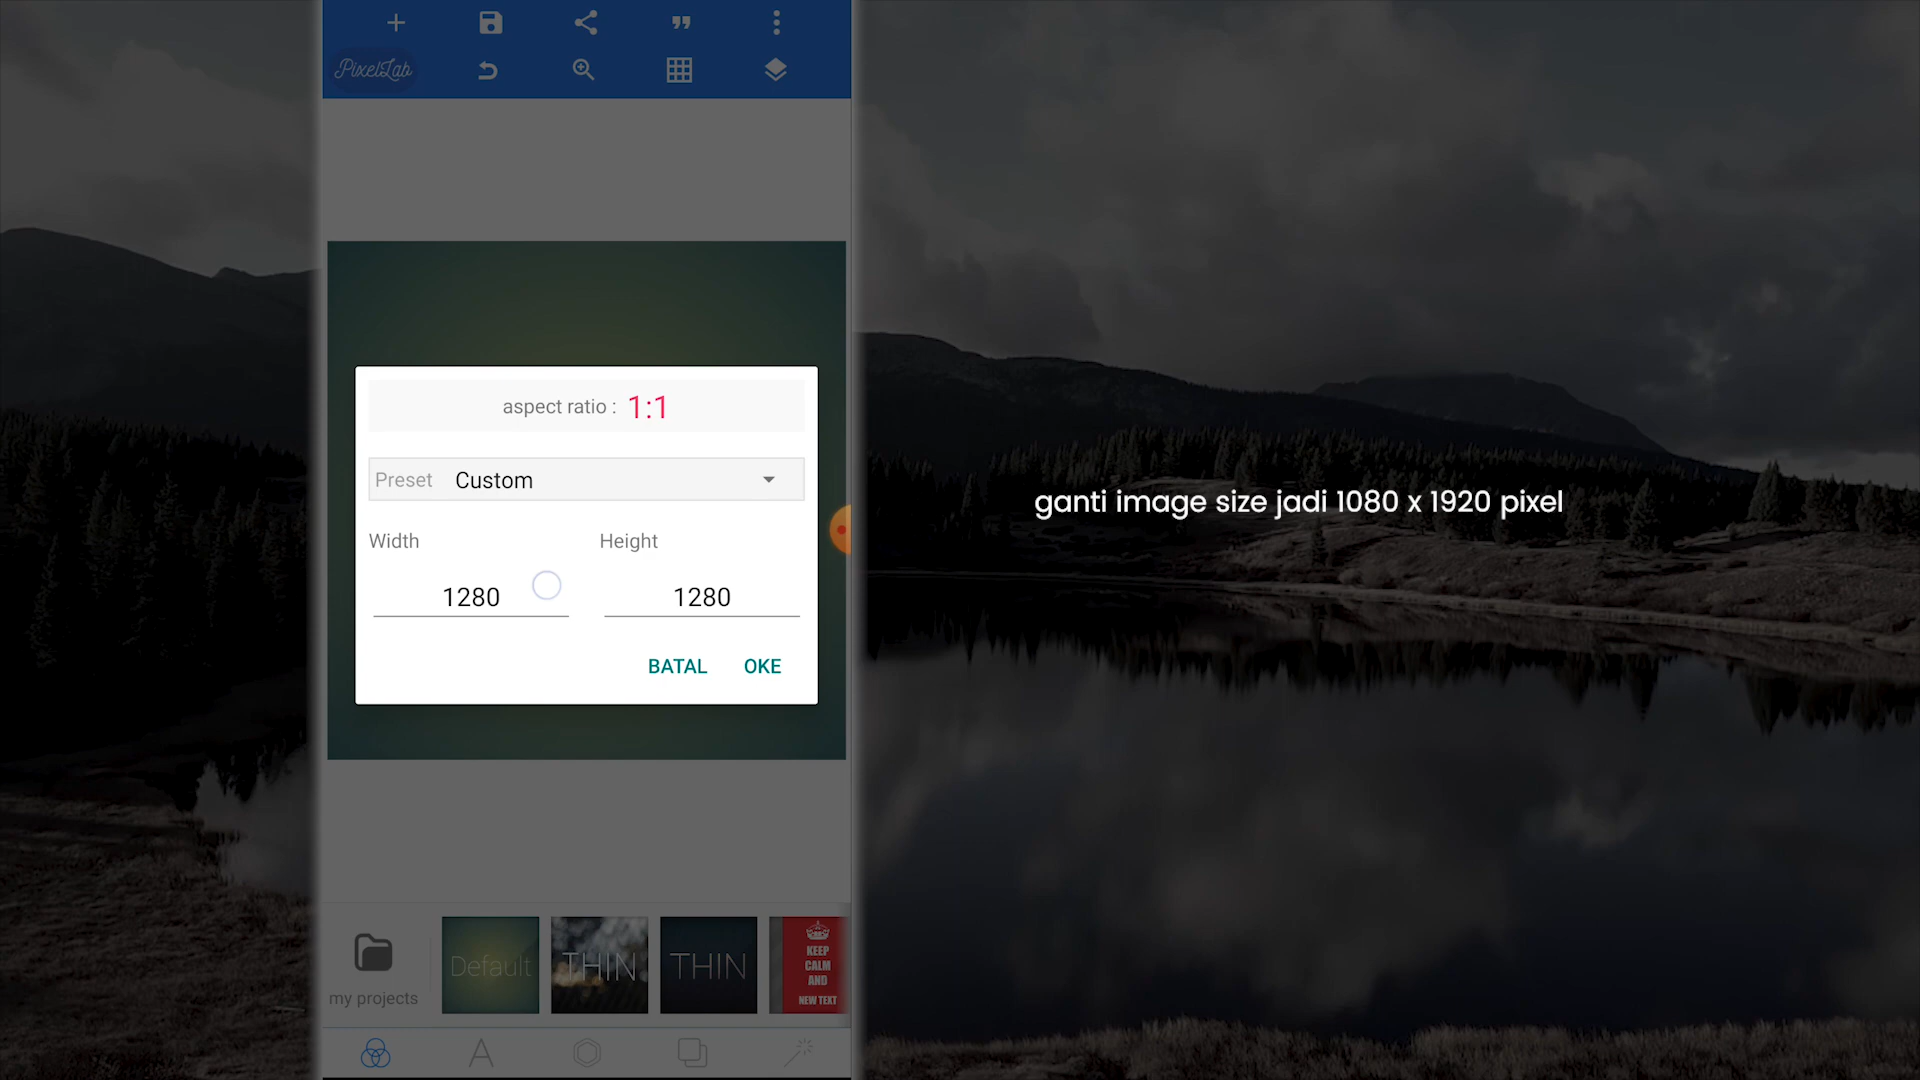 PixelLab
aspect ratio : 1:1
Preset Custom
Width Height
1280 1280
BATAL OKE
ganti image size jadi 1080 x 1920 pixel
my projects
Default
THIN
THIN
KEEP
CALM
AND
NEW TEXT